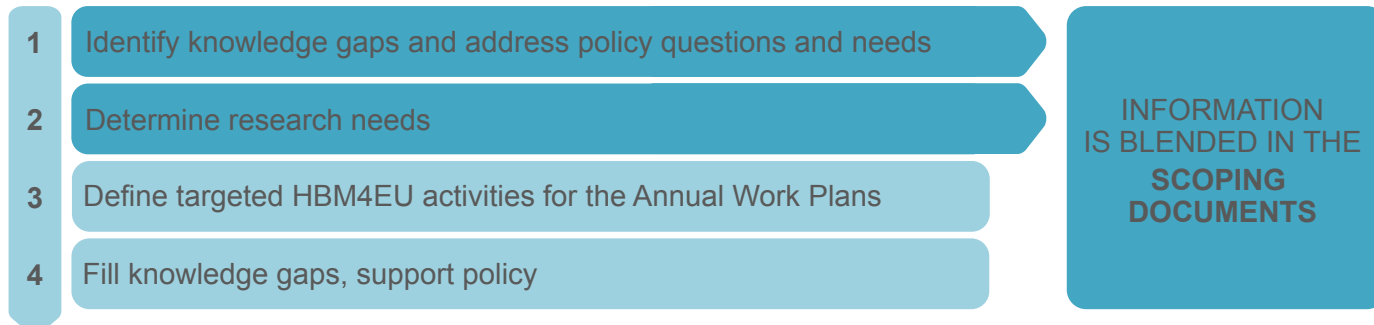 1 Identify knowledge gaps and address policy questions and needs
2 Determine research needs
3 Define targeted HBM4EU activities for the Annual Work Plans
4 Fill knowledge gaps, support policy
INFORMATION
IS BLENDED IN THE
SCOPING
DOCUMENTS